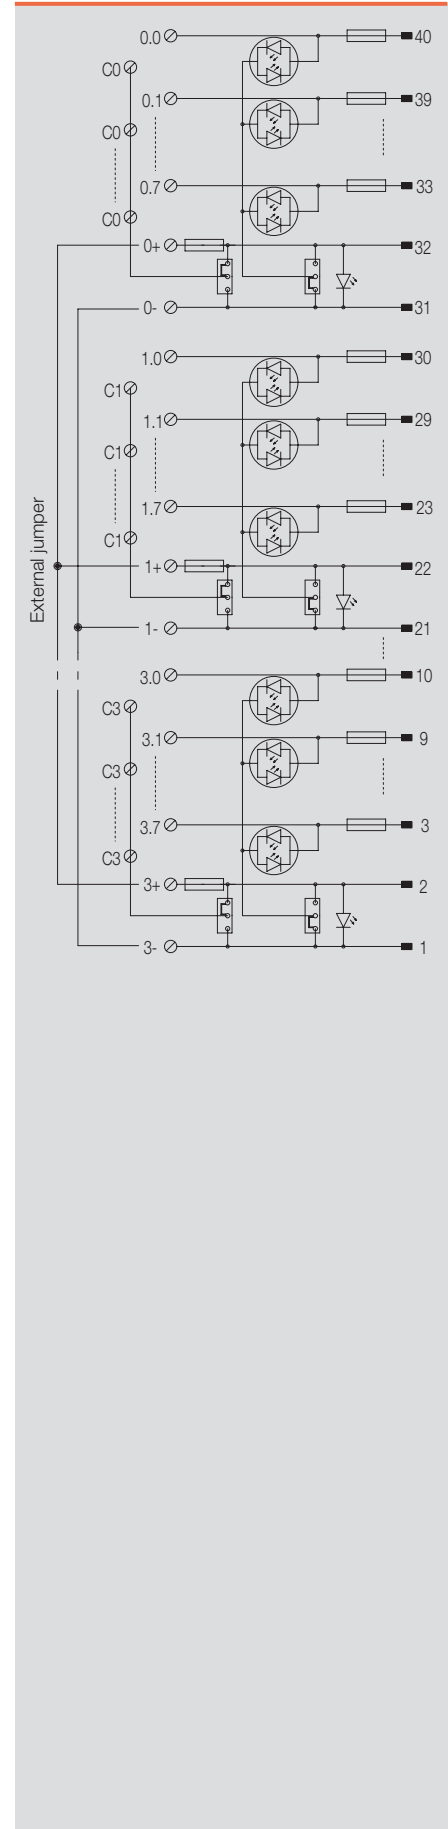 0.0 40
C0
0.1 39
C0
0.7 33
C0
0+ 32
0- 31
1.0 30
C1
1.1 29
C1
1.7 23
C1
External jumper
1+ 22
1- 21
3.0 10
C3
3.1 9
C3
3.7 3
C3
3+ 2
3- 1